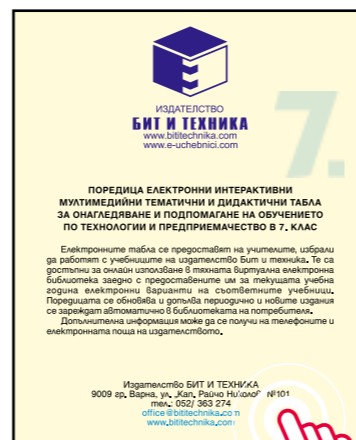 ИЗДАТЕЛСТВО
БИТ И ТЕХНИКА
www.bititechnika.com
www.e-uchebnici.com
7.
ПОРЕДИЦА ЕЛЕКТРОННИ ИНТЕРАКТИВНИ
МУЛТИМЕДИЙНИ ТЕМАТИЧНИ И ДИДАКТИЧНИ ТАБЛА
ЗА ОНАГЛЕДЯВАНЕ И ПОДПОМАГАНЕ НА ОБУЧЕНИЕТО
ПО ТЕХНОЛОГИИ И ПРЕДПРИЕМАЧЕСТВО В 7. КЛАС
Електронните табла се предоставят на учителите, избрали
да работят с учебниците на издателство Бит и техника. Те са
достъпни за онлайн използване в тяхната виртуална електронна
библиотека заедно с предоставените им за текущата учебна
година електронни варианти на съответните учебници.
Поредицата се обновява и допълва периодично и новите издания
се зареждат автоматично в библиотеката на потребителя.
Допълнителна информация може да се получи на телефоните и
електронната поща на издателството.
Издателство БИТ И ТЕХНИКА
9009 гр. Варна, ул. „Кап. Райчо Николов" №101
тел.: 052/ 363 274
office@bititechnika.com
www.bititechnika.com